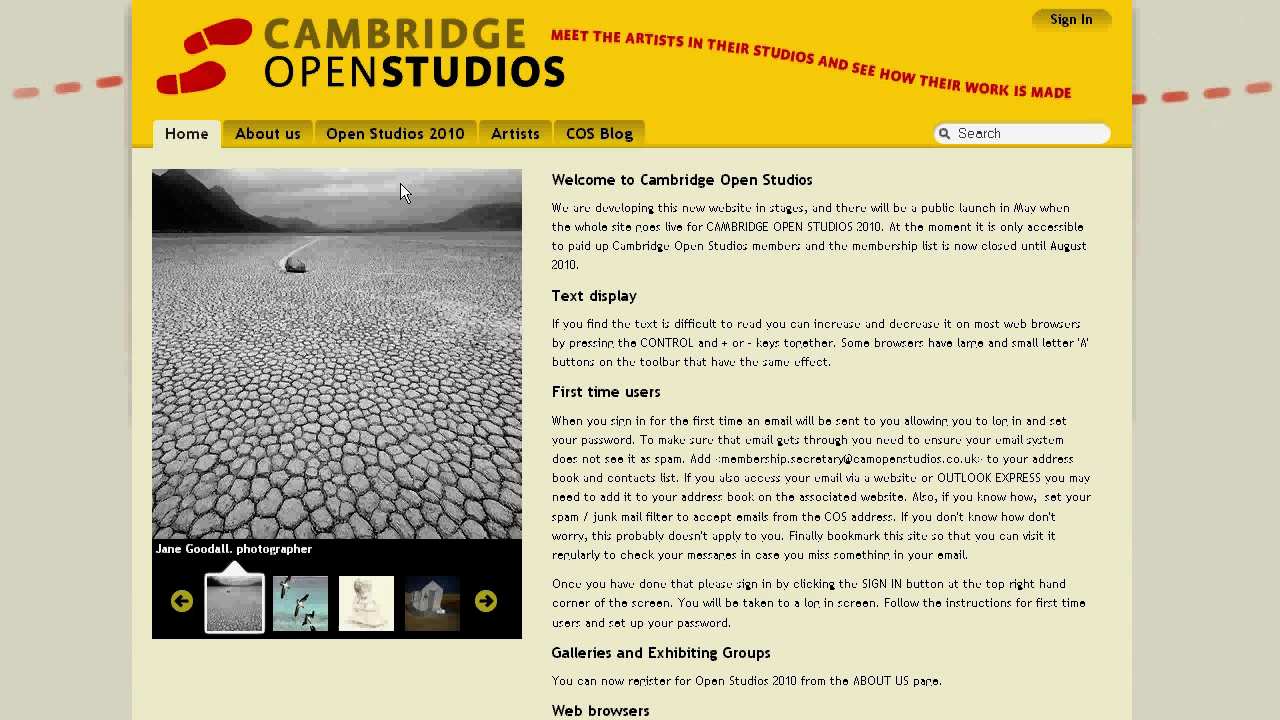 CAMBRIDGE
OPENSTUDIOS
MEET THE ARTISTS IN THEIR STUDIOS AND SEE HOW THEIR WORK IS MADE
Sign In
Home
About us
Open Studios 2010
Artists
COS Blog
Search
Jane Goodall. photographer
Welcome to Cambridge Open Studios
We are developing this new website in stages, and there will be a public launch in May when
the whole site goes live for CAMBRIDGE OPEN STUDIOS 2010. At the moment it is only accessible
to paid up Cambridge Open Studios members and the membership list is now closed until August
2010.
Text display
If you find the text is difficult to read you can increase and decrease it on most web browsers
by pressing the CONTROL and + or - keys together. Some browsers have large and small letter 'A'
buttons on the toolbar that have the same effect.
First time users
When you sign in for the first time an email will be sent to you allowing you to log in and set
your password. To make sure that email gets through you need to ensure your email system
does not see it as spam. Add <membership.secretary@camopenstudios.co.uk> to your address
book and contacts list. If you also access your email via a website or OUTLOOK EXPRESS you may
need to add it to your address book on the associated website. Also, if you know how, set your
spam / junk mail filter to accept emails from the COS address. If you don't know how don't
worry, this probably doesn't apply to you. Finally bookmark this site so that you can visit it
regularly to check your messages in case you miss something in your email.
Once you have done that please sign in by clicking the SIGN IN button at the top right hand
corner of the screen. You will be taken to a log in screen. Follow the instructions for first time
users and set up your password.
Galleries and Exhibiting Groups
You can now register for Open Studios 2010 from the ABOUT US page.
Web browsers